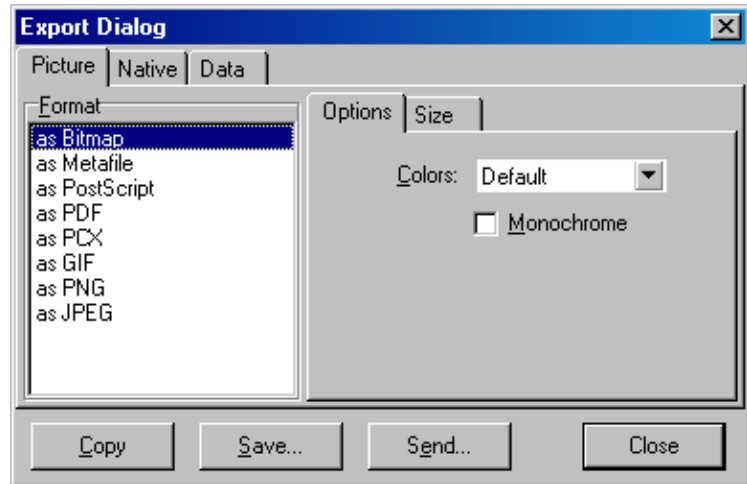 Export Dialog
Picture Native Data
Format
as Bitmap
as Metafile
as PostScript
as PDF
as PCX
as GIF
as PNG
as JPEG
Options Size
Colors: Default
Monochrome
Copy Save... Send... Close